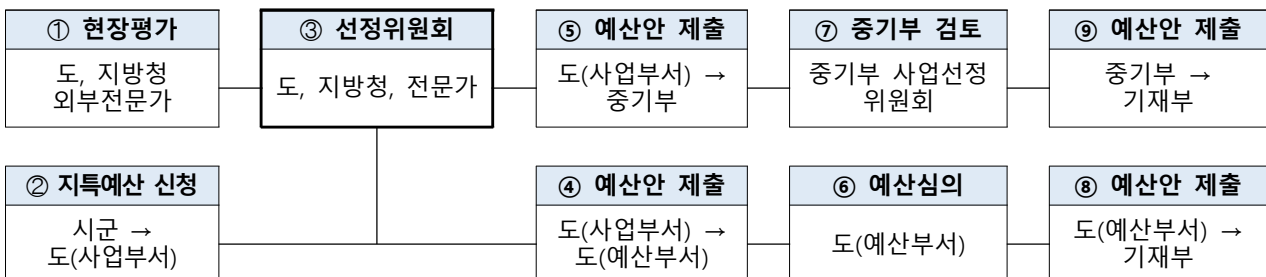 ① 현장평가
도, 지방청
외부전문가
③ 선정위원회
도, 지방청, 전문가
⑤ 예산안 제출
도(사업부서) →
중기부
⑦ 중기부 검토
중기부 사업선정
위원회
⑨ 예산안 제출
중기부 →
기재부
② 지특예산 신청
시군 →
도(사업부서)
④ 예산안 제출
도(사업부서) →
도(예산부서)
⑥ 예산심의
도(예산부서)
⑧ 예산안 제출
도(예산부서) →
기재부